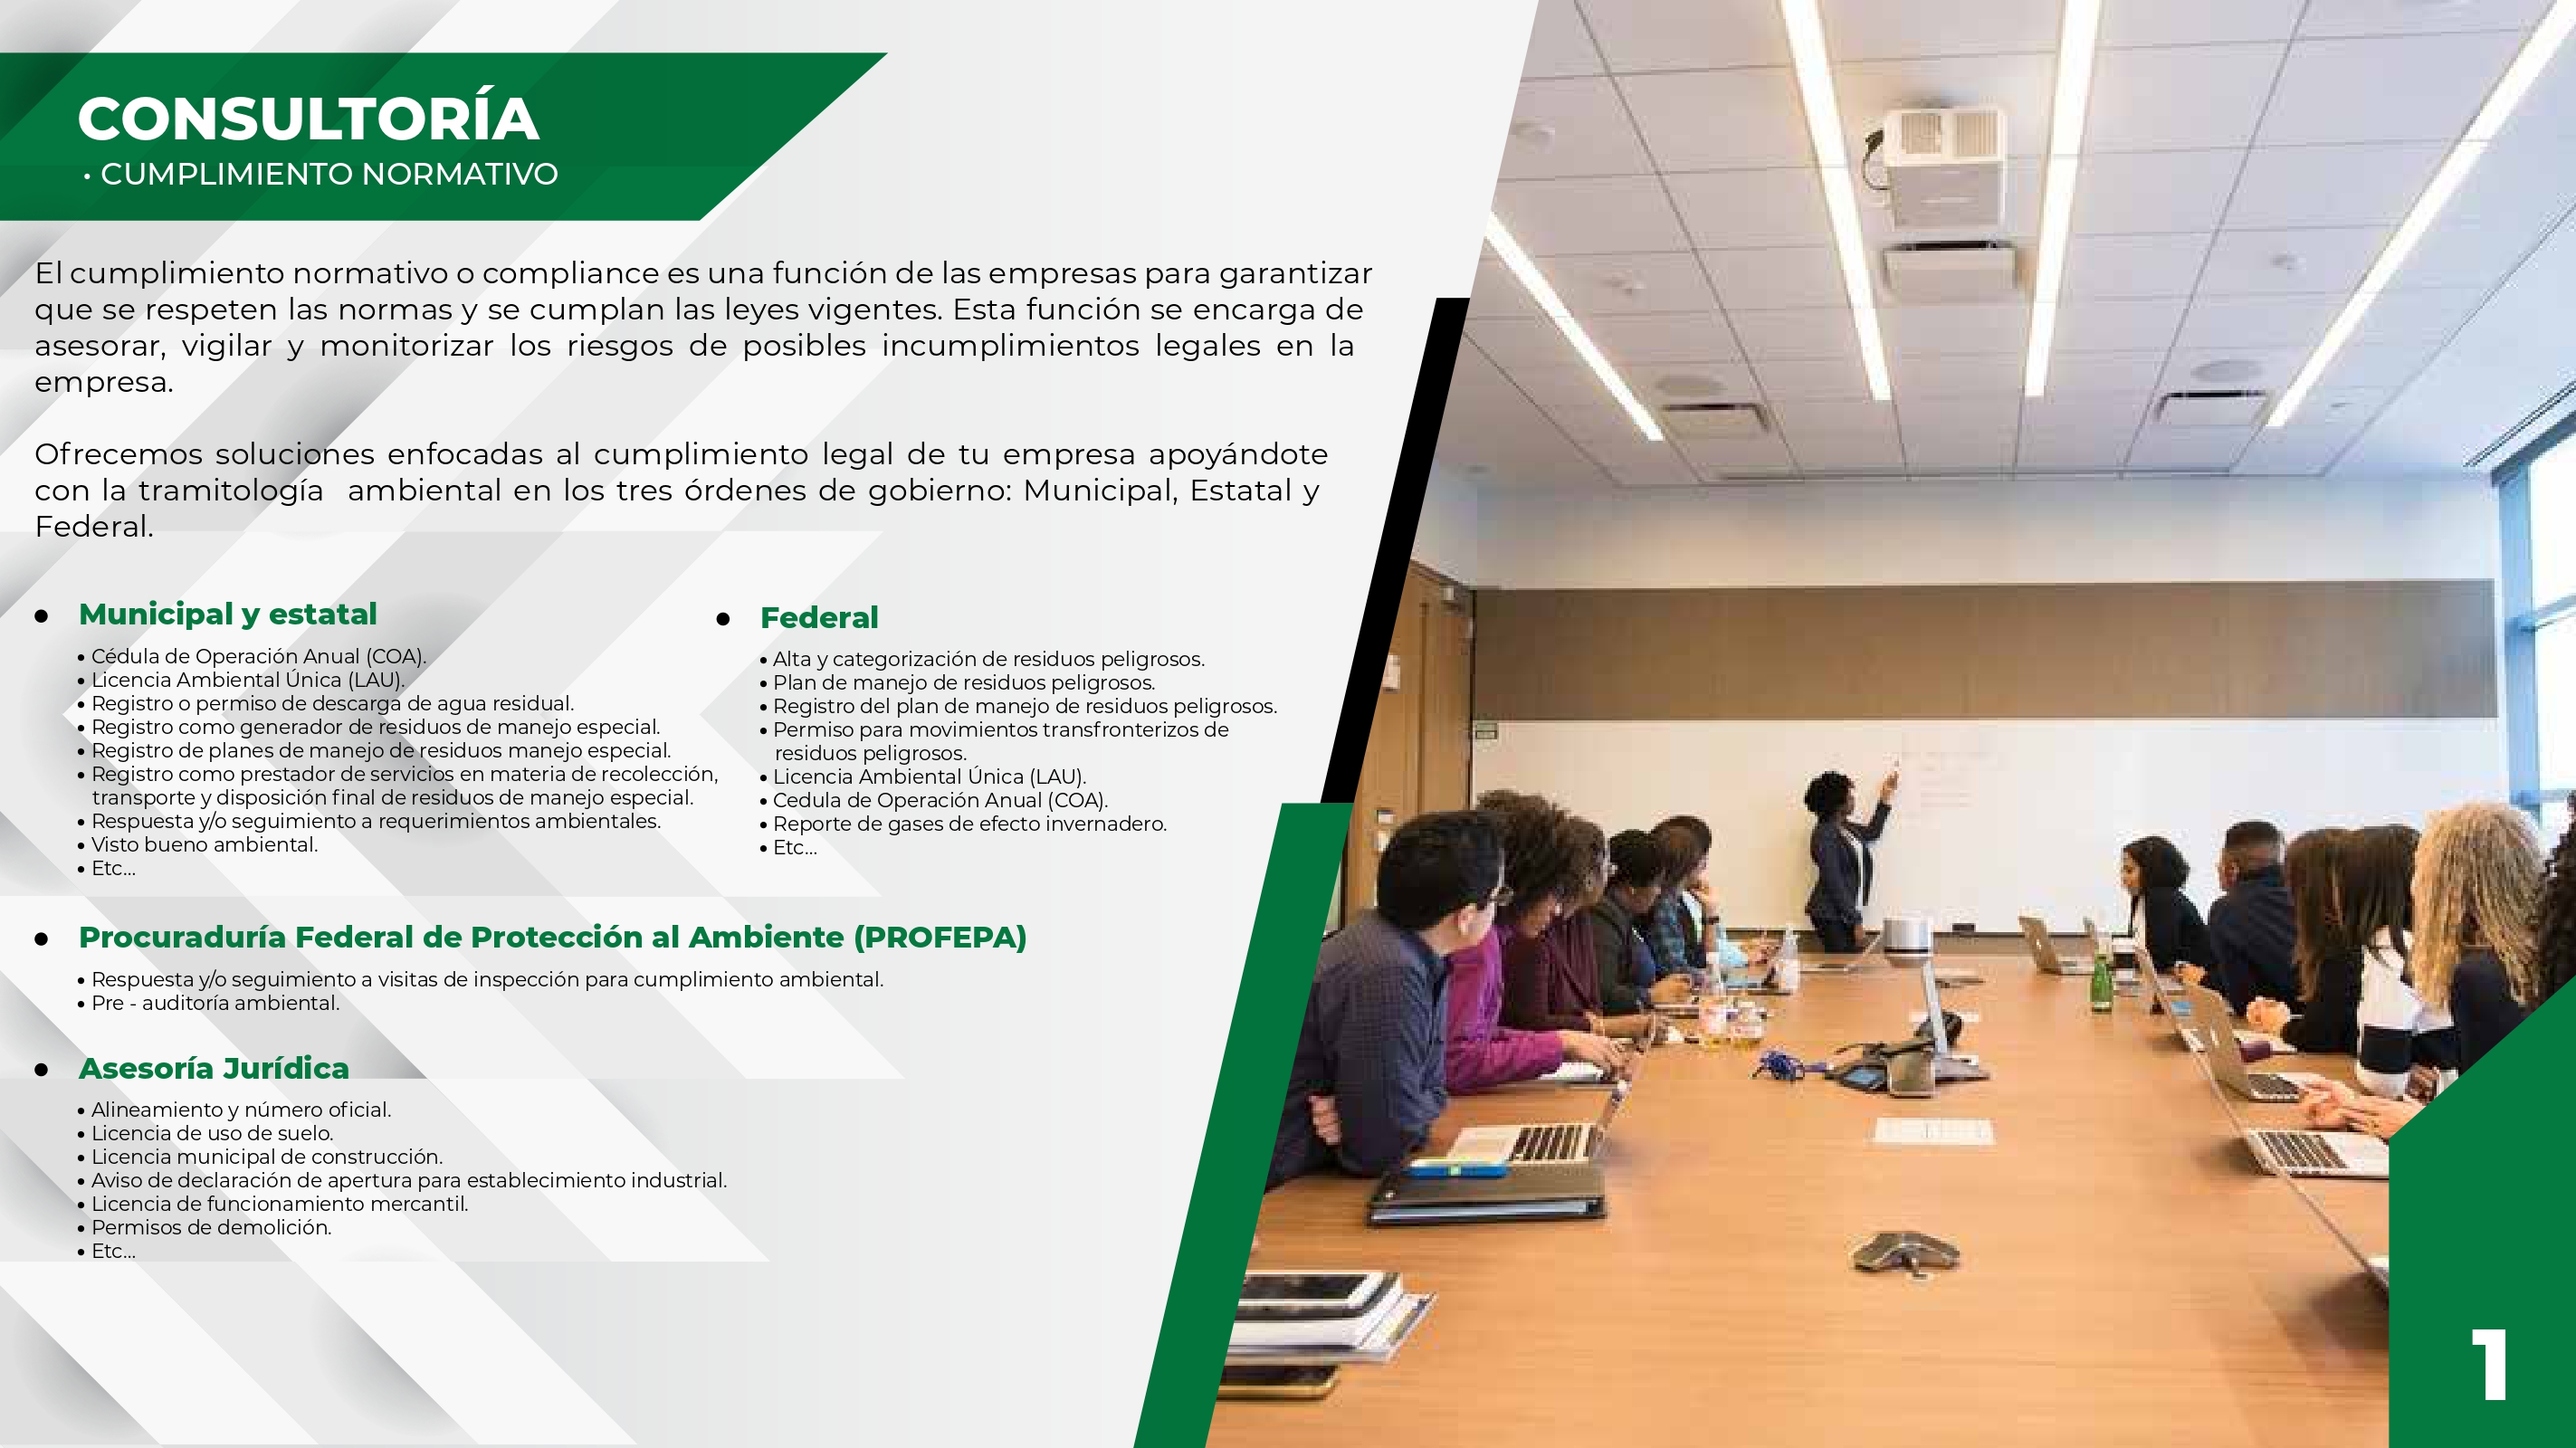 CONSULTORÍA
• CUMPLIMIENTO NORMATIVO
El cumplimiento normativo o compliance es una función de las empresas para garantizar
que se respeten las normas y se cumplan las leyes vigentes. Esta función se encarga de
asesorar, vigilar y monitorizar los riesgos de posibles incumplimientos legales en la
empresa.
Ofrecemos soluciones enfocadas al cumplimiento legal de tu empresa apoyándote
con la tramitología ambiental en los tres órdenes de gobierno: Municipal, Estatal y
Federal.
• Municipal y estatal
• Cédula de Operación Anual (COA).
• Licencia Ambiental Única (LAU).
• Registro o permiso de descarga de agua residual.
• Registro como generador de residuos de manejo especial.
• Registro de planes de manejo de residuos manejo especial.
• Registro como prestador de servicios en materia de recolección,
transporte y disposición final de residuos de manejo especial.
• Respuesta y/o seguimiento a requerimientos ambientales.
• Visto bueno ambiental.
• Etc...
• Federal
• Alta y categorización de residuos peligrosos.
• Plan de manejo de residuos peligrosos.
• Registro del plan de manejo de residuos peligrosos.
• Permiso para movimientos transfronterizos de
residuos peligrosos.
• Licencia Ambiental Única (LAU).
• Cedula de Operación Anual (COA).
• Reporte de gases de efecto invernadero.
• Etc...
• Procuraduría Federal de Protección al Ambiente (PROFEPA)
• Respuesta y/o seguimiento a visitas de inspección para cumplimiento ambiental.
• Pre - auditoría ambiental.
• Asesoría Jurídica
• Alineamiento y número oficial.
• Licencia de uso de suelo.
• Licencia municipal de construcción.
• Aviso de declaración de apertura para establecimiento industrial.
• Licencia de funcionamiento mercantil.
• Permisos de demolición.
• Etc...
1